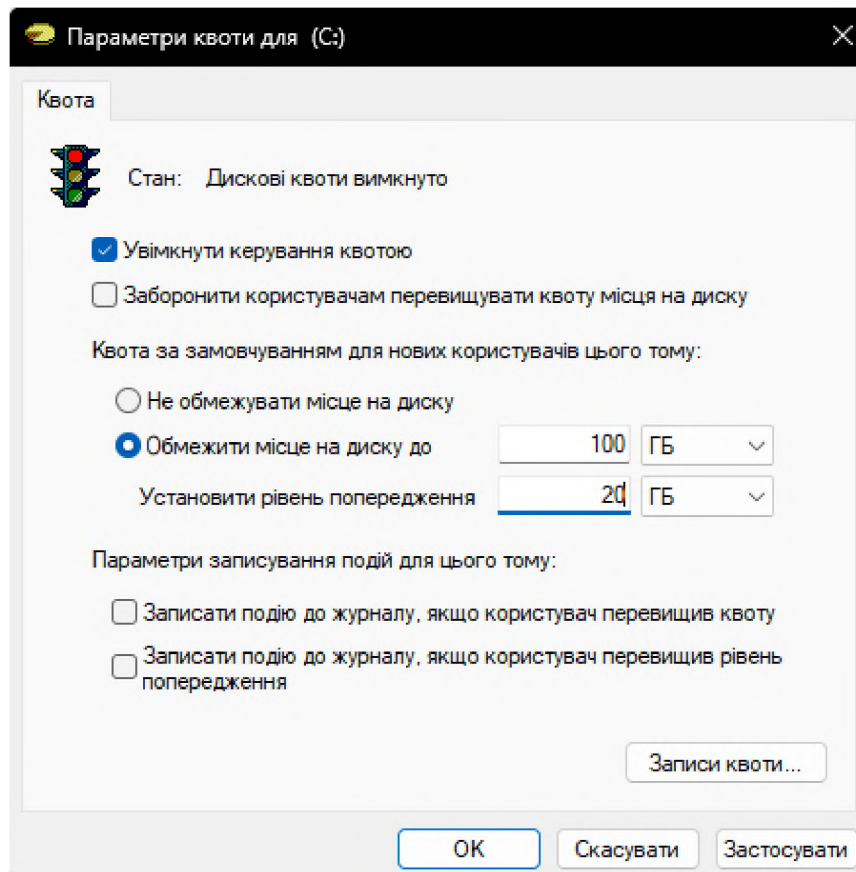 Параметри квоти для (C:)
Квота
Стан: Дискові квоти вимкнуто
Увімкнути керування квотою
Заборонити користувачам перевищувати квоту місця на диску
Квота за замовчуванням для нових користувачів цього тому:
Не обмежувати місце на диску
Обмежити місце на диску до 100 ГБ
Установити рівень попередження 20 ГБ
Параметри записування подій для цього тому:
Записати подію до журналу, якщо користувач перевищив квоту
Записати подію до журналу, якщо користувач перевищив рівень
попередження
Записи квоти...
OK Скасувати Застосувати